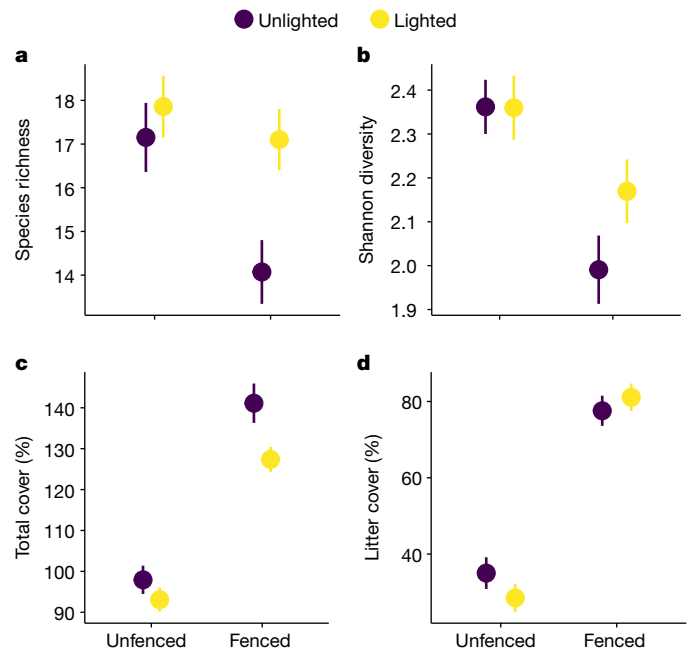 Unlighted Lighted
a
Species richness
18
17
16
15
14
b
Shannon diversity
2.4
2.3
2.2
2.1
2.0
1.9
c
Total cover (%)
140
130
120
110
100
90
Unfenced Fenced
d
Litter cover (%)
80
60
40
Unfenced Fenced